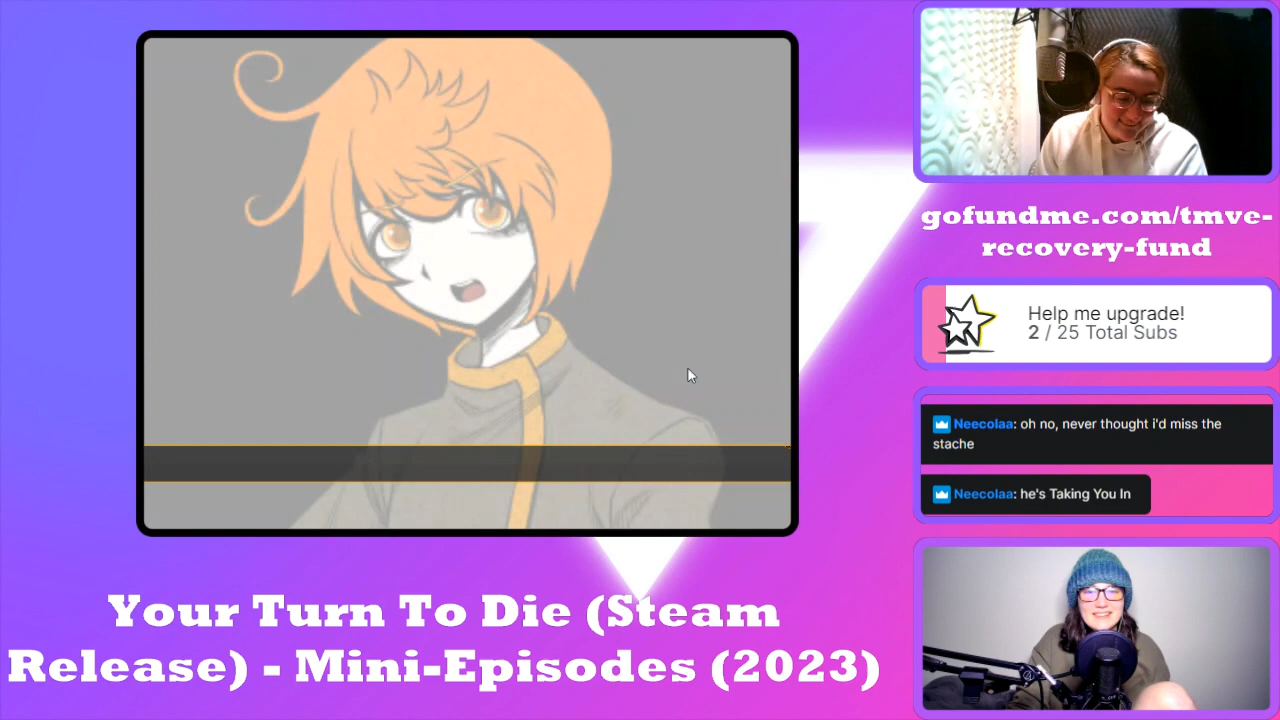 gofundme.com/tmve-
recovery-fund
Help me upgrade!
2 / 25 Total Subs
Neecolaa: oh no, never thought i'd miss the
stache
Neecolaa: he's Taking You In
Your Turn To Die (Steam
Release) - Mini-Episodes (2023)